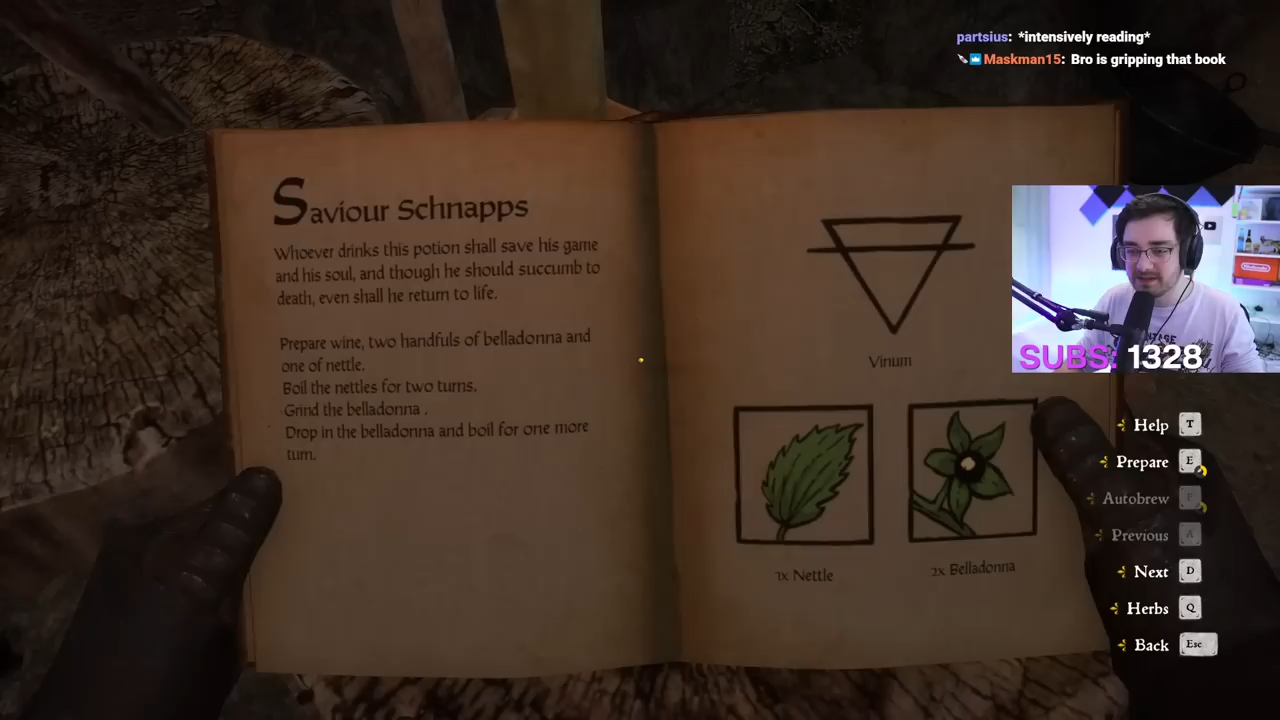 partsius: *intensively reading*
Maskman15: Bro is gripping that book
Saviour Schnapps
Whoever drinks this potion shall save his game
and his soul, and though he should succumb to
death, even shall he return to life.
Prepare wine, two handfuls of belladonna and
one of nettle.
Boil the nettles for two turns.
Grind the belladonna .
Drop in the belladonna and boil for one more
turn.
Vinum
1x Nettle
2x Belladonna
Nintendo
SUBS: 1328
Help T
Prepare E
Autobrew F
Previous A
Next D
Herbs Q
Back Esc